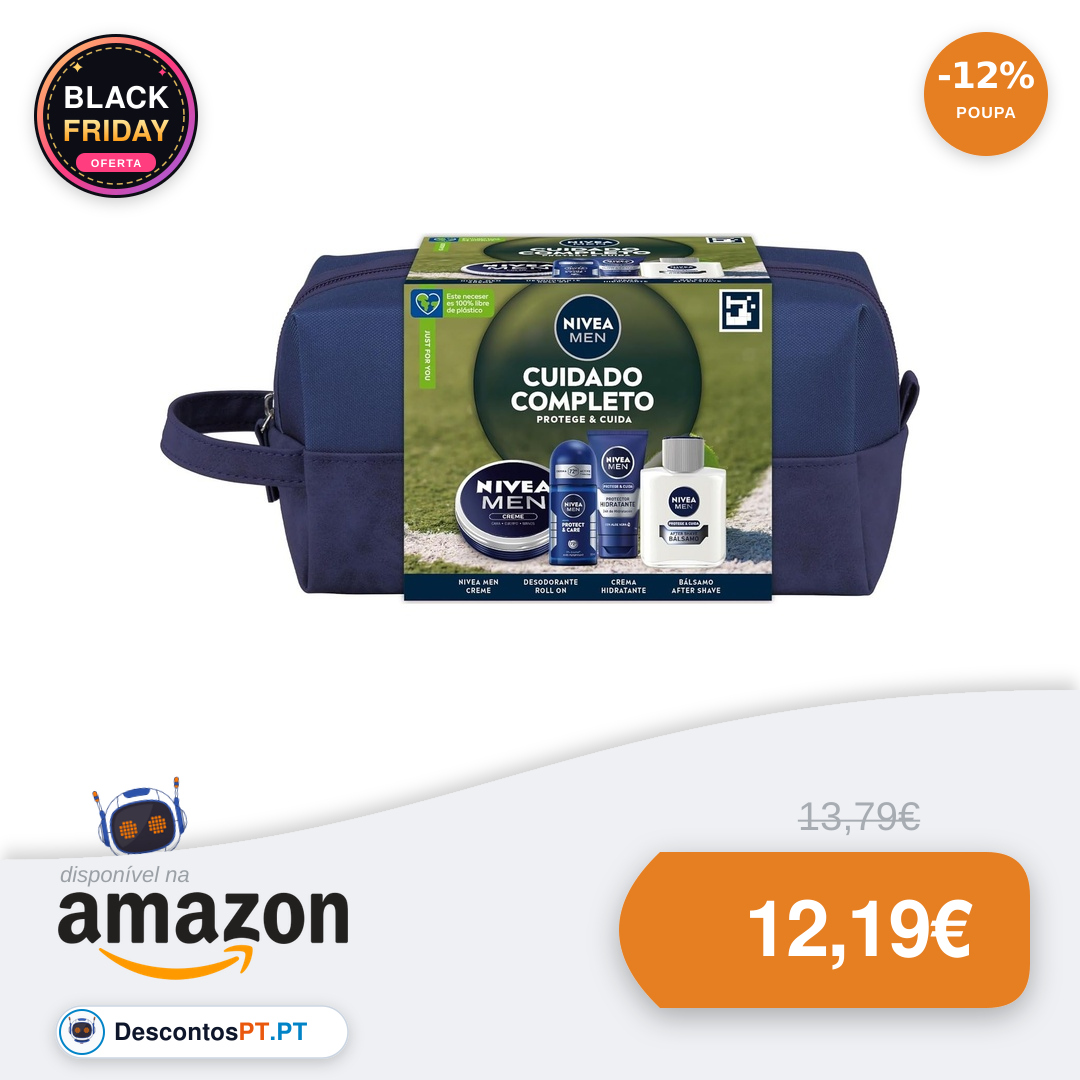 BLACK
FRIDAY
OFERTA
-12%
POUPA
NIVEA
CUIDADO
COMPLETO
Este neceser
es 100% libre
de plástico
JUST FOR YOU
NIVEA
MEN
CUIDADO
COMPLETO
PROTEGE & CUIDA
NIVEA
MEN
CREME
NIVEA
MEN
PROTECT
& CARE
NIVEA
MEN
PROTEGE & CUIDA
PROTECTOR
HIDRATANTE
NIVEA
MEN
PROTEGE & CUIDA
AFTER SHAVE
BÁLSAMO
NIVEA MEN
CREME
DESODORANTE
ROLL ON
CREMA
HIDRATANTE
BÁLSAMO
AFTER SHAVE
13,79€
12,19€
disponível na
amazon
DescontosPT.PT